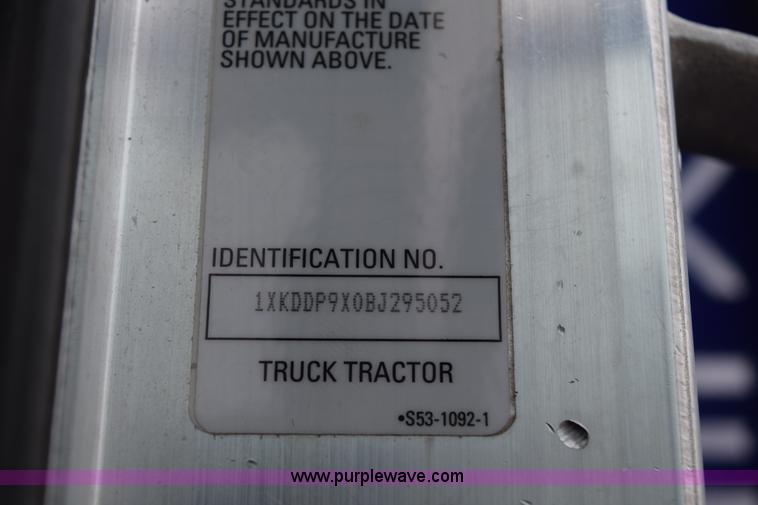 STANDARDS IN
EFFECT ON THE DATE
OF MANUFACTURE
SHOWN ABOVE.
IDENTIFICATION NO.
1XKDDP9X0BJ295052
TRUCK TRACTOR
•S53-1092-1
www.purplewave.com